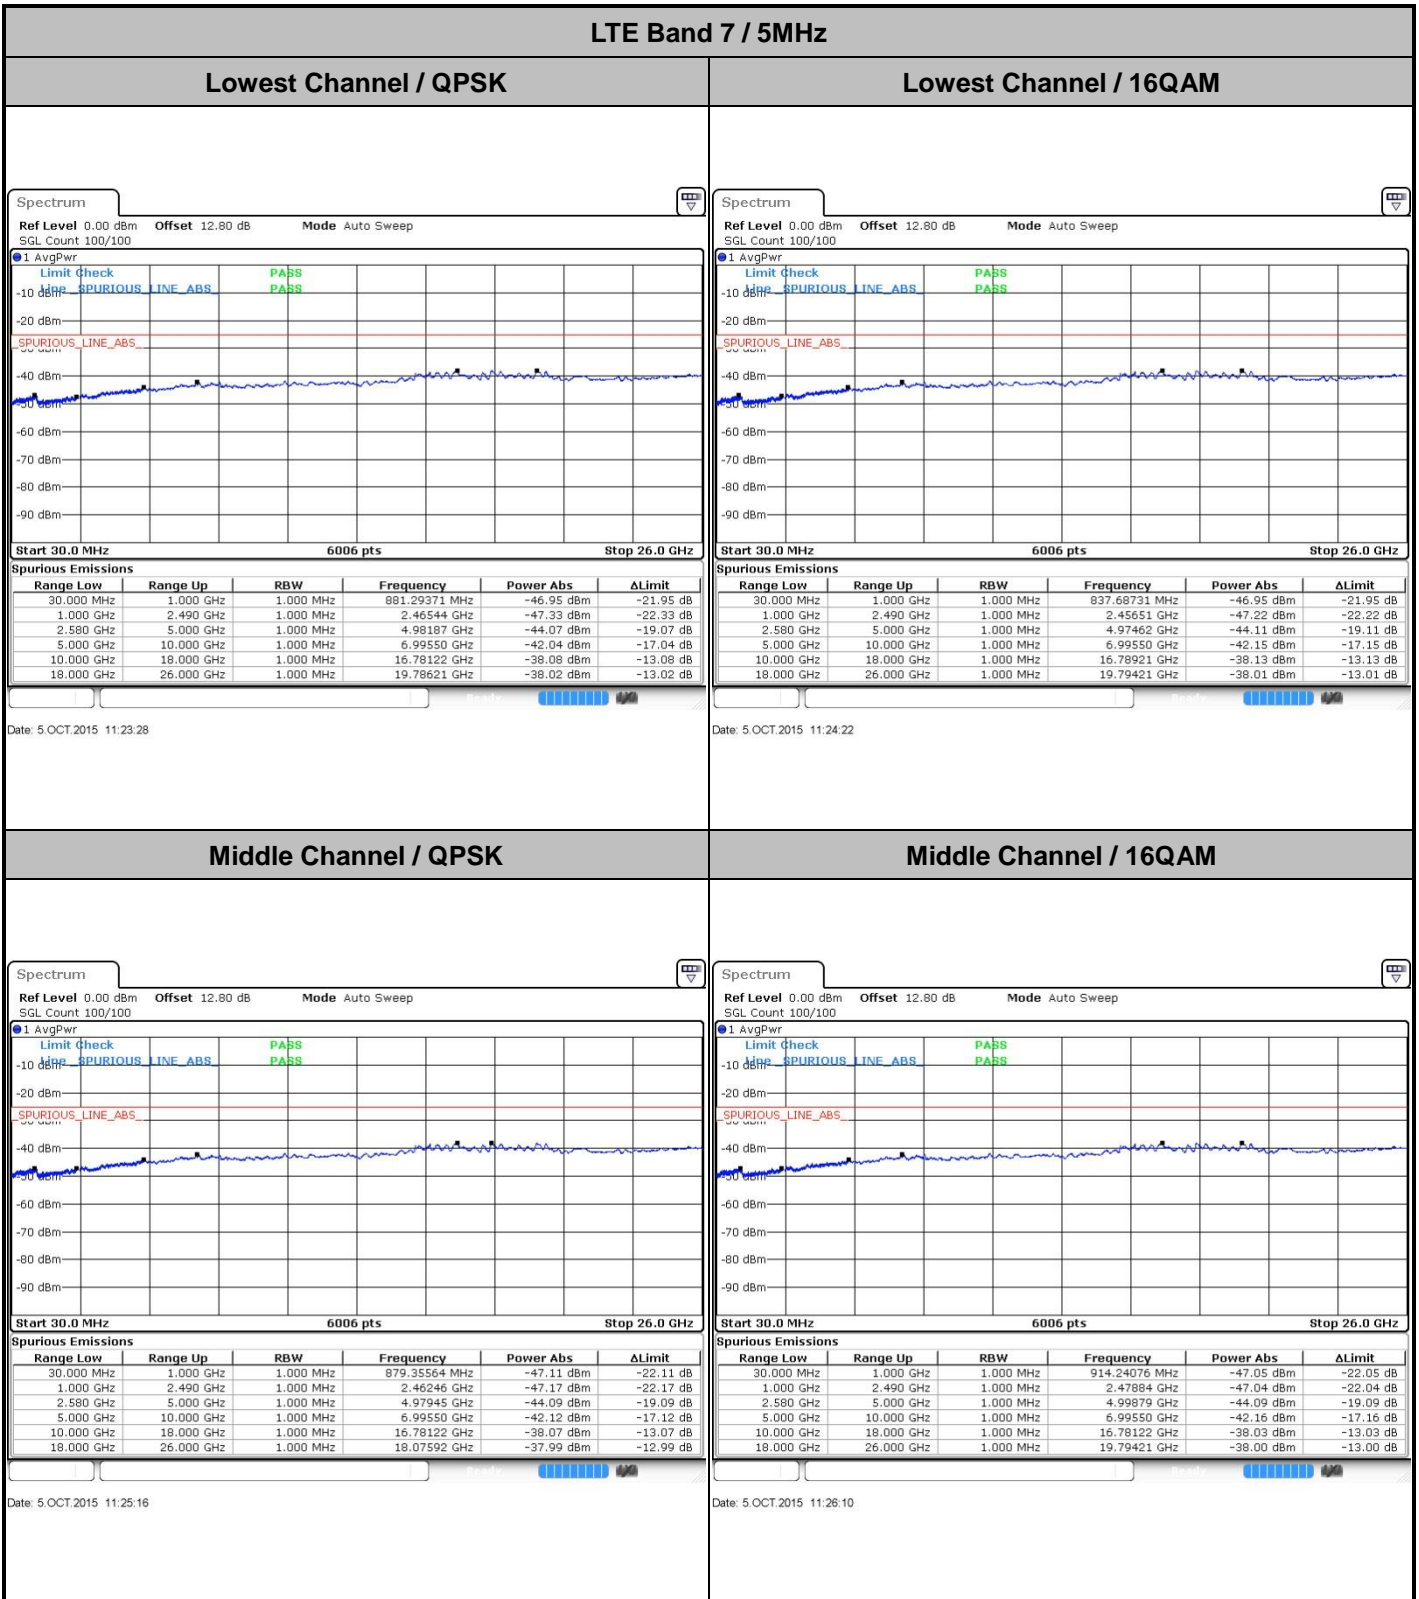 LTE Band 7 / 5MHz
Lowest Channel / QPSK
Lowest Channel / 16QAM
Spectrum
Ref Level 0.00 dBm Offset 12.80 dB Mode Auto Sweep
SGL Count 100/100
1 AvgPwr
Limit Check PASS
Line _SPURIOUS_LINE_ABS_ PASS
-10 dBm
-20 dBm
_SPURIOUS_LINE_ABS_
-30 dBm
-40 dBm
-50 dBm
-60 dBm
-70 dBm
-80 dBm
-90 dBm
Start 30.0 MHz 6006 pts Stop 26.0 GHz
Spurious Emissions
Range Low Range Up RBW Frequency Power Abs ΔLimit
30.000 MHz 1.000 GHz 1.000 MHz 881.29371 MHz -46.95 dBm -21.95 dB
1.000 GHz 2.490 GHz 1.000 MHz 2.46544 GHz -47.33 dBm -22.33 dB
2.580 GHz 5.000 GHz 1.000 MHz 4.98187 GHz -44.07 dBm -19.07 dB
5.000 GHz 10.000 GHz 1.000 MHz 6.99550 GHz -42.04 dBm -17.04 dB
10.000 GHz 18.000 GHz 1.000 MHz 16.78122 GHz -38.08 dBm -13.08 dB
18.000 GHz 26.000 GHz 1.000 MHz 19.78621 GHz -38.02 dBm -13.02 dB
Ready
Date: 5.OCT.2015 11:23:28
Spectrum
Ref Level 0.00 dBm Offset 12.80 dB Mode Auto Sweep
SGL Count 100/100
1 AvgPwr
Limit Check PASS
Line _SPURIOUS_LINE_ABS_ PASS
-10 dBm
-20 dBm
_SPURIOUS_LINE_ABS_
-30 dBm
-40 dBm
-50 dBm
-60 dBm
-70 dBm
-80 dBm
-90 dBm
Start 30.0 MHz 6006 pts Stop 26.0 GHz
Spurious Emissions
Range Low Range Up RBW Frequency Power Abs ΔLimit
30.000 MHz 1.000 GHz 1.000 MHz 837.68731 MHz -46.95 dBm -21.95 dB
1.000 GHz 2.490 GHz 1.000 MHz 2.45651 GHz -47.22 dBm -22.22 dB
2.580 GHz 5.000 GHz 1.000 MHz 4.97462 GHz -44.11 dBm -19.11 dB
5.000 GHz 10.000 GHz 1.000 MHz 6.99550 GHz -42.15 dBm -17.15 dB
10.000 GHz 18.000 GHz 1.000 MHz 16.78921 GHz -38.13 dBm -13.13 dB
18.000 GHz 26.000 GHz 1.000 MHz 19.79421 GHz -38.01 dBm -13.01 dB
Ready
Date: 5.OCT.2015 11:24:22
Middle Channel / QPSK
Middle Channel / 16QAM
Spectrum
Ref Level 0.00 dBm Offset 12.80 dB Mode Auto Sweep
SGL Count 100/100
1 AvgPwr
Limit Check PASS
Line _SPURIOUS_LINE_ABS_ PASS
-10 dBm
-20 dBm
_SPURIOUS_LINE_ABS_
-30 dBm
-40 dBm
-50 dBm
-60 dBm
-70 dBm
-80 dBm
-90 dBm
Start 30.0 MHz 6006 pts Stop 26.0 GHz
Spurious Emissions
Range Low Range Up RBW Frequency Power Abs ΔLimit
30.000 MHz 1.000 GHz 1.000 MHz 879.35564 MHz -47.11 dBm -22.11 dB
1.000 GHz 2.490 GHz 1.000 MHz 2.46246 GHz -47.17 dBm -22.17 dB
2.580 GHz 5.000 GHz 1.000 MHz 4.97945 GHz -44.09 dBm -19.09 dB
5.000 GHz 10.000 GHz 1.000 MHz 6.99550 GHz -42.12 dBm -17.12 dB
10.000 GHz 18.000 GHz 1.000 MHz 16.78122 GHz -38.07 dBm -13.07 dB
18.000 GHz 26.000 GHz 1.000 MHz 18.07592 GHz -37.99 dBm -12.99 dB
Ready
Date: 5.OCT.2015 11:25:16
Spectrum
Ref Level 0.00 dBm Offset 12.80 dB Mode Auto Sweep
SGL Count 100/100
1 AvgPwr
Limit Check PASS
Line _SPURIOUS_LINE_ABS_ PASS
-10 dBm
-20 dBm
_SPURIOUS_LINE_ABS_
-30 dBm
-40 dBm
-50 dBm
-60 dBm
-70 dBm
-80 dBm
-90 dBm
Start 30.0 MHz 6006 pts Stop 26.0 GHz
Spurious Emissions
Range Low Range Up RBW Frequency Power Abs ΔLimit
30.000 MHz 1.000 GHz 1.000 MHz 914.24076 MHz -47.05 dBm -22.05 dB
1.000 GHz 2.490 GHz 1.000 MHz 2.47884 GHz -47.04 dBm -22.04 dB
2.580 GHz 5.000 GHz 1.000 MHz 4.99879 GHz -44.09 dBm -19.09 dB
5.000 GHz 10.000 GHz 1.000 MHz 6.99550 GHz -42.16 dBm -17.16 dB
10.000 GHz 18.000 GHz 1.000 MHz 16.78122 GHz -38.03 dBm -13.03 dB
18.000 GHz 26.000 GHz 1.000 MHz 19.79421 GHz -38.00 dBm -13.00 dB
Ready
Date: 5.OCT.2015 11:26:10